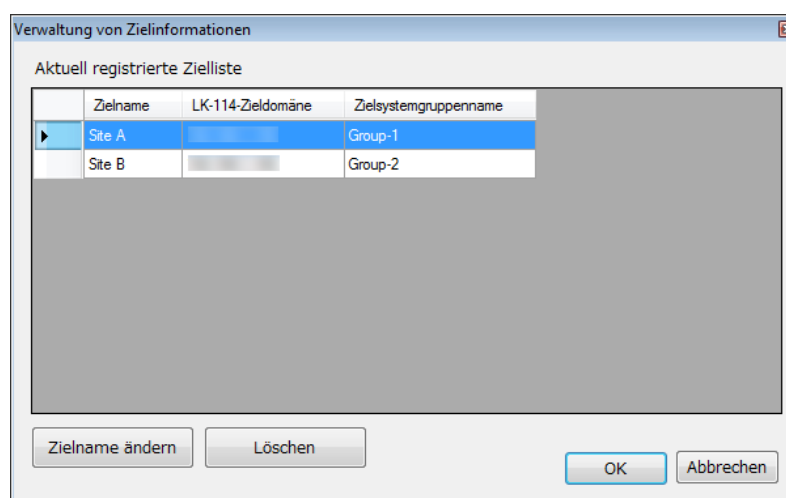 Verwaltung von Zielinformationen
Aktuell registrierte Zielliste
Zielname LK-114-Zieldomäne Zielsystemgruppenname
Site A Group-1
Site B Group-2
Zielname ändern Löschen
OK Abbrechen